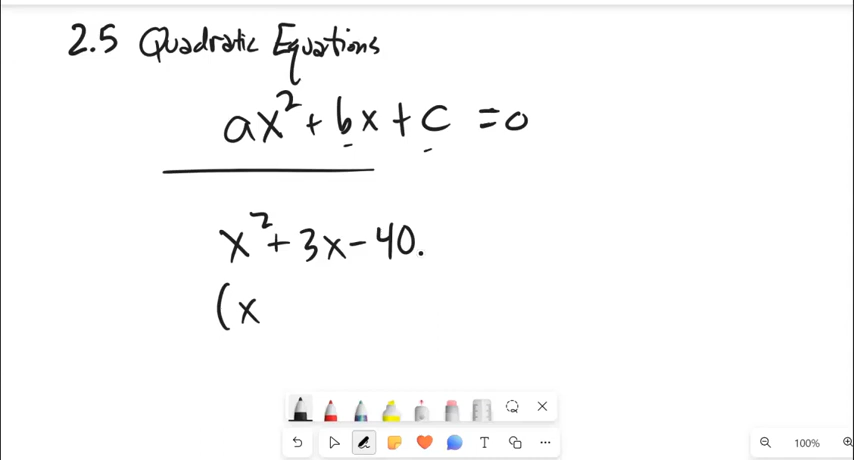 2.5 Quadratic Equations
ax² + bx + c = 0
x² + 3x - 40.
(x
100%